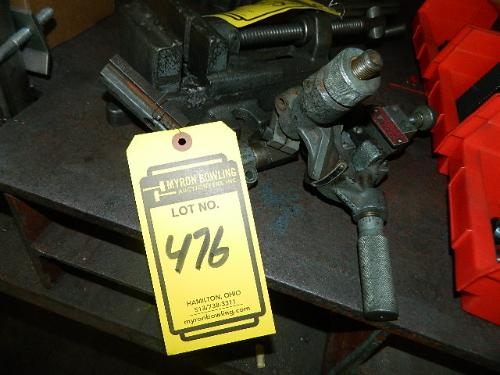 MYRON BOWLING
AUCTIONEERS INC.
LOT NO.
476
HAMILTON, OHIO
513/738-3311
myronbowling.com